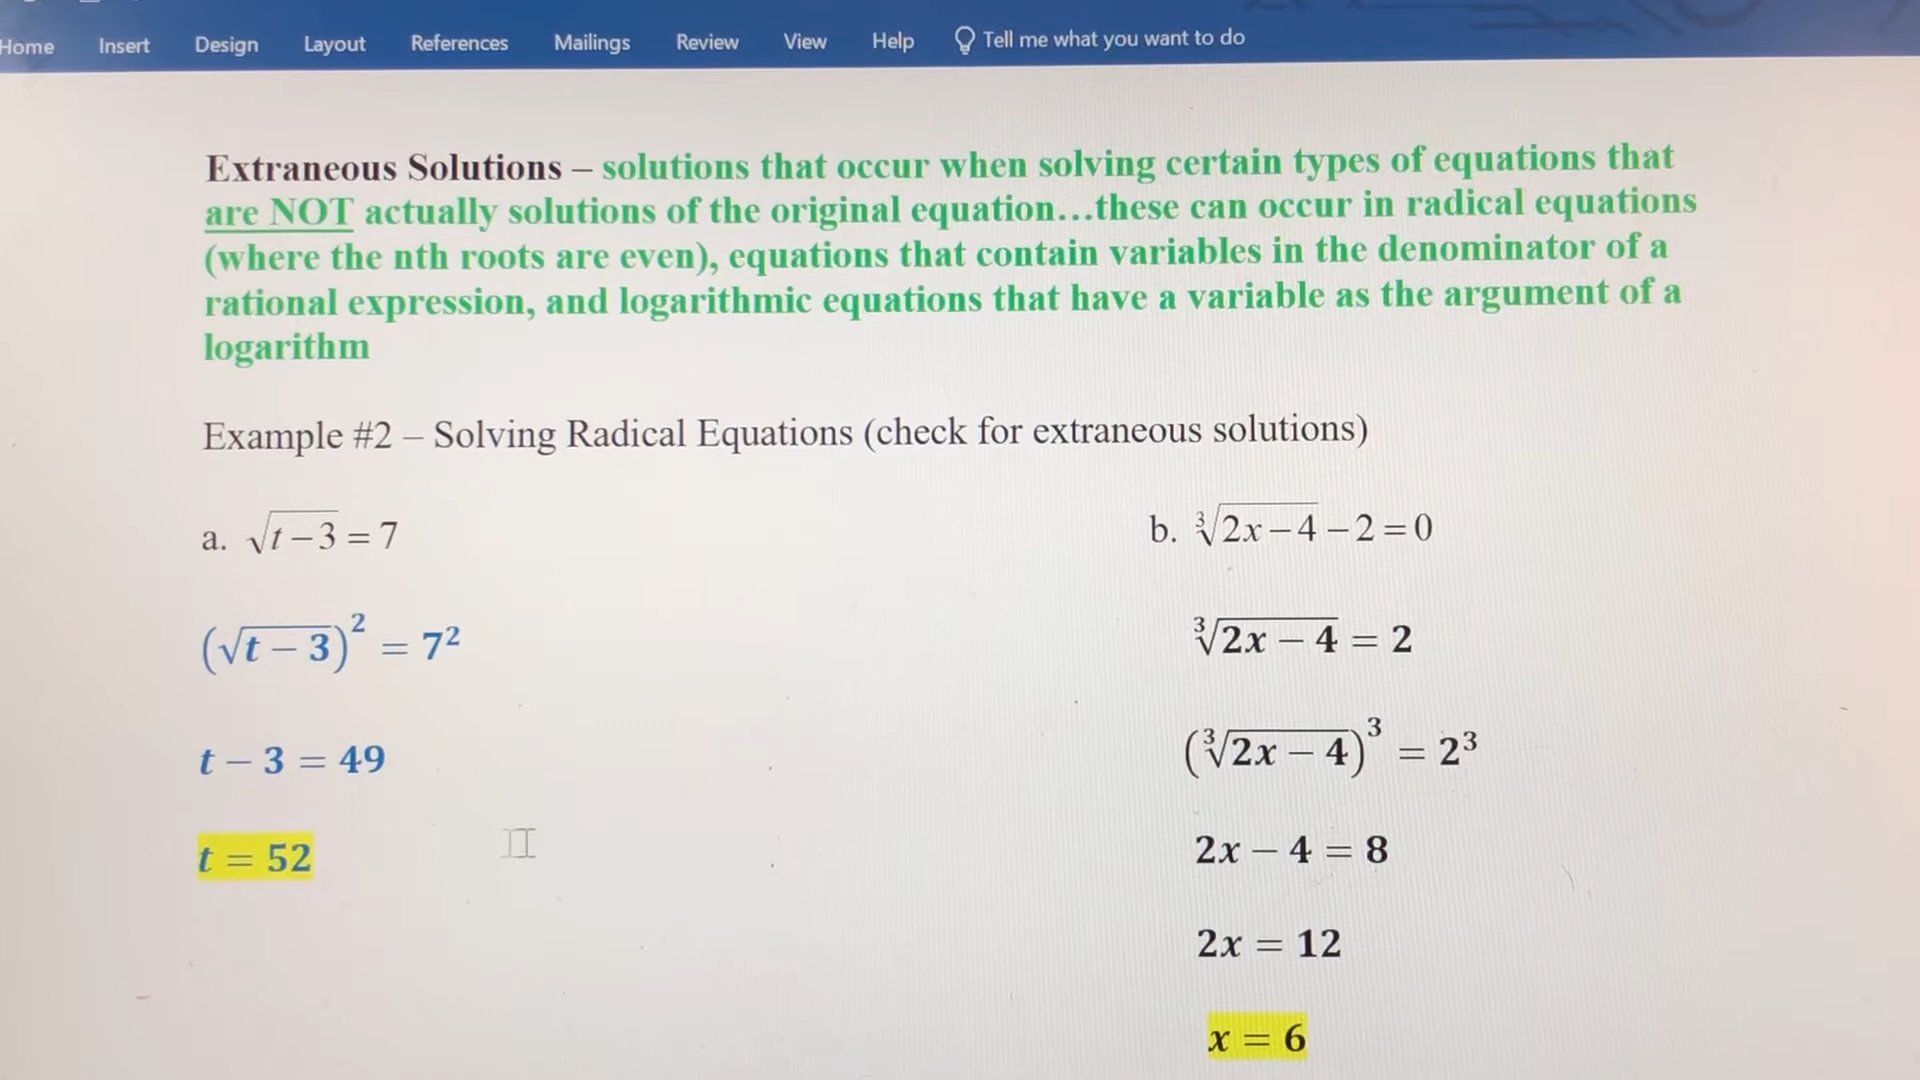 Home Insert Design Layout References Mailings Review View Help Tell me what you want to do
Extraneous Solutions – solutions that occur when solving certain types of equations that
are NOT actually solutions of the original equation…these can occur in radical equations
(where the nth roots are even), equations that contain variables in the denominator of a
rational expression, and logarithmic equations that have a variable as the argument of a
logarithm
Example #2 – Solving Radical Equations (check for extraneous solutions)
a. √(t – 3) = 7
(√(t – 3))² = 7²
t – 3 = 49
t = 52
b. ∛(2x – 4) – 2 = 0
∛(2x – 4) = 2
(∛(2x – 4))³ = 2³
2x – 4 = 8
2x = 12
x = 6